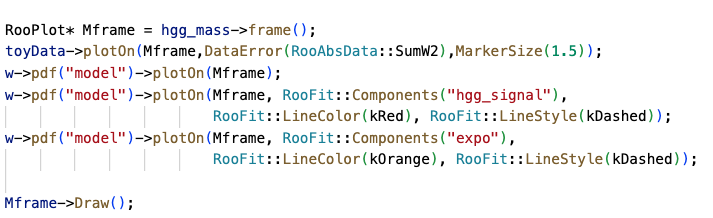 RooPlot* Mframe = hgg_mass->frame();
toyData->plotOn(Mframe,DataError(RooAbsData::SumW2),MarkerSize(1.5));
w->pdf("model")->plotOn(Mframe);
w->pdf("model")->plotOn(Mframe, RooFit::Components("hgg_signal"),
RooFit::LineColor(kRed), RooFit::LineStyle(kDashed));
w->pdf("model")->plotOn(Mframe, RooFit::Components("expo"),
RooFit::LineColor(kOrange), RooFit::LineStyle(kDashed));
Mframe->Draw();